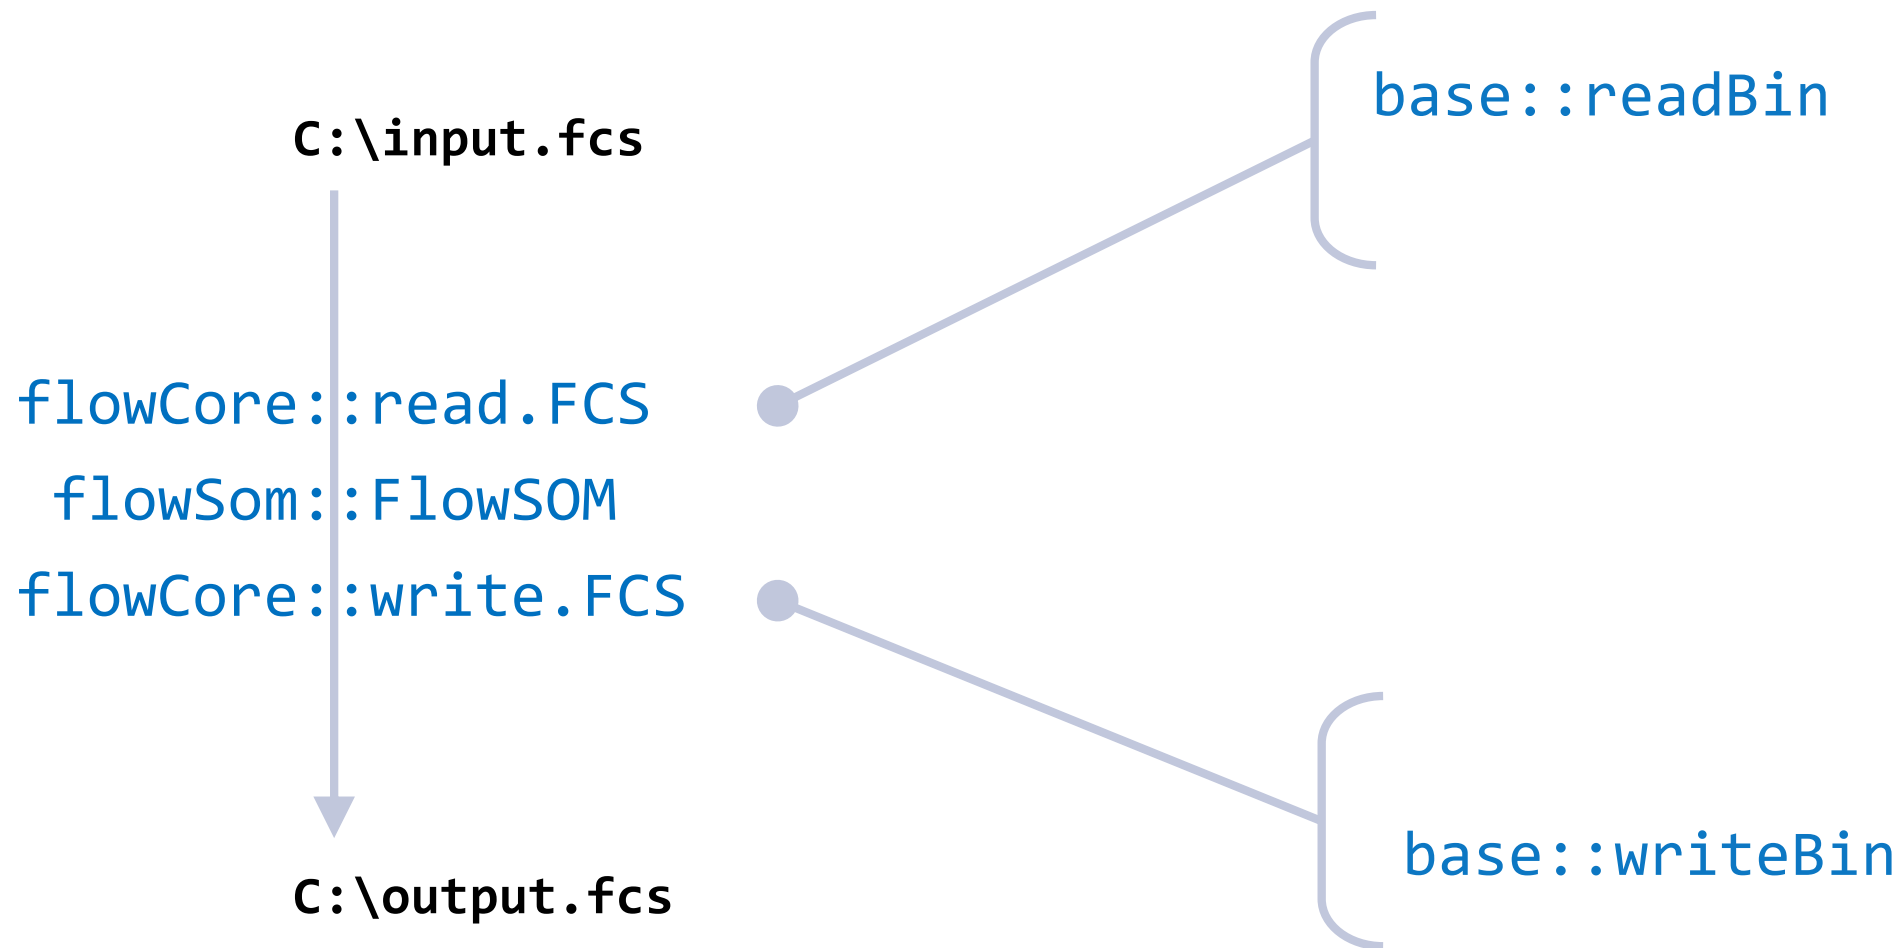 C:\input.fcs
flowCore::read.FCS
flowSom::FlowSOM
flowCore::write.FCS
C:\output.fcs
base::readBin
base::writeBin